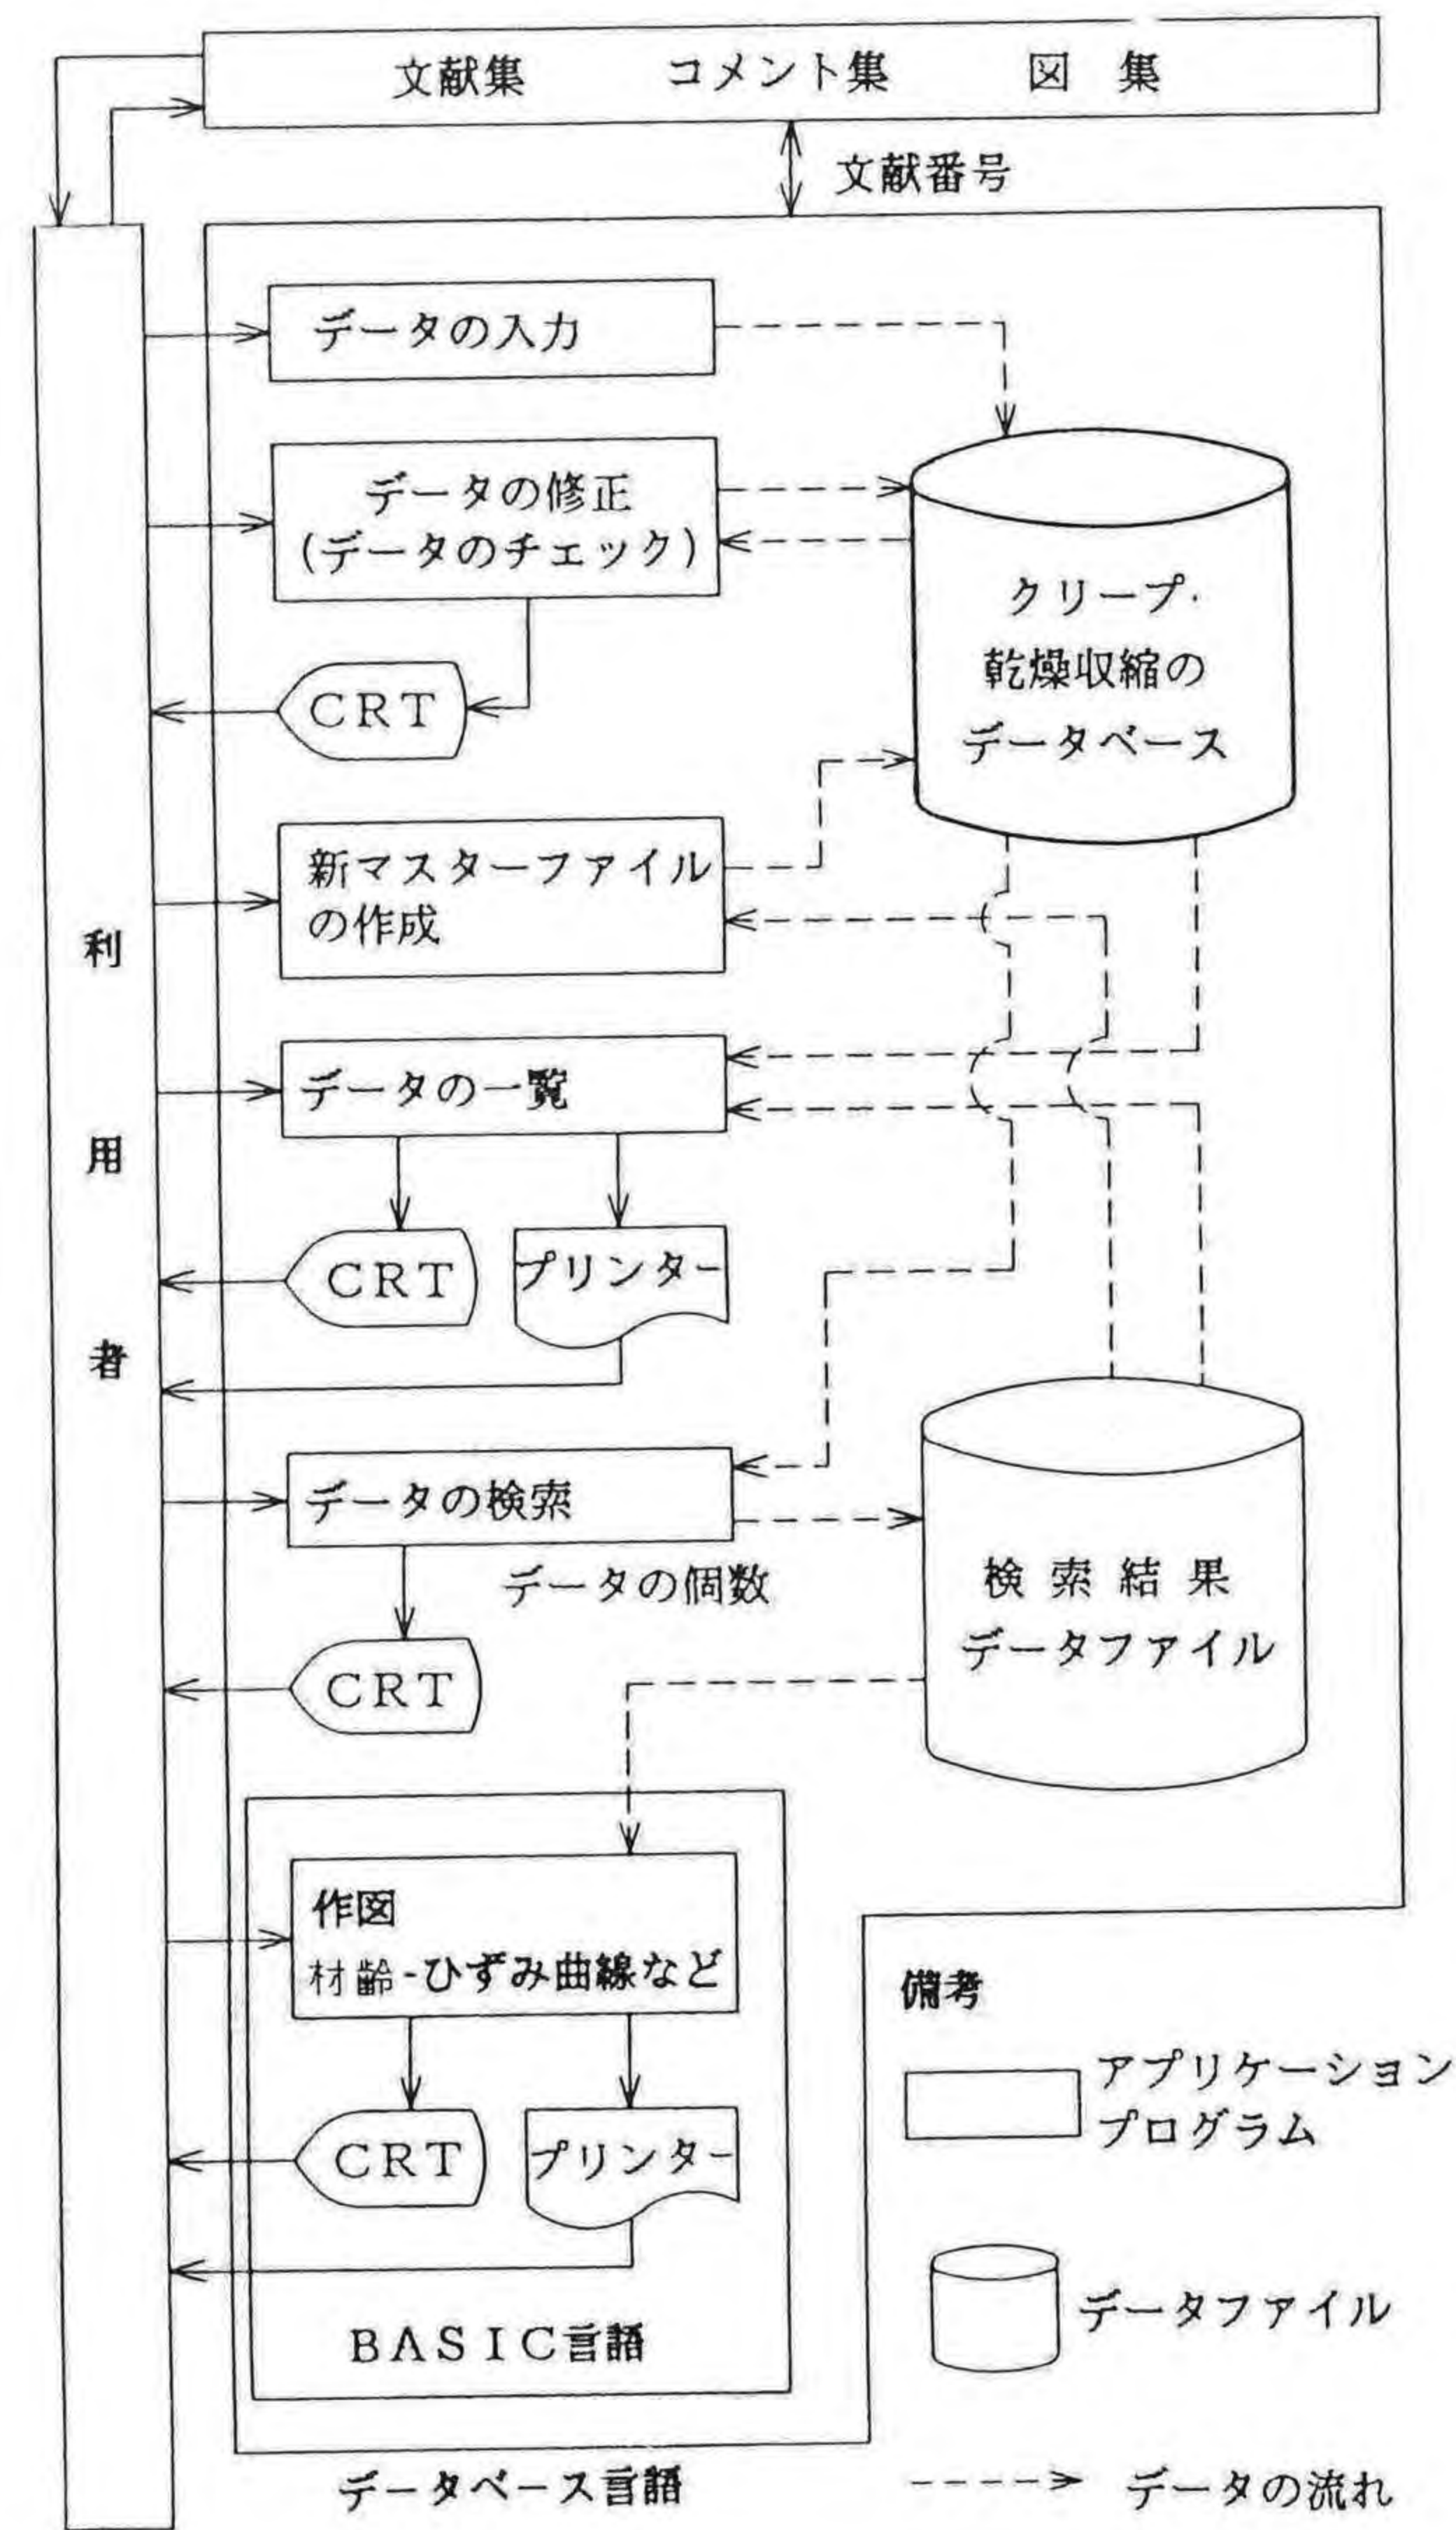 文献集 コメント集 図集
文献番号
データの入力
データの修正
(データのチェック)
クリープ・
乾燥収縮の
データベース
CRT
新マスターファイル
の作成
利用者
データの一覧
CRT
プリンター
データの検索
データの個数
検索結果
データファイル
CRT
作図
材齢-ひずみ曲線など
CRT
プリンター
BASIC言語
データベース言語
備考
アプリケーション
プログラム
データファイル
データの流れ